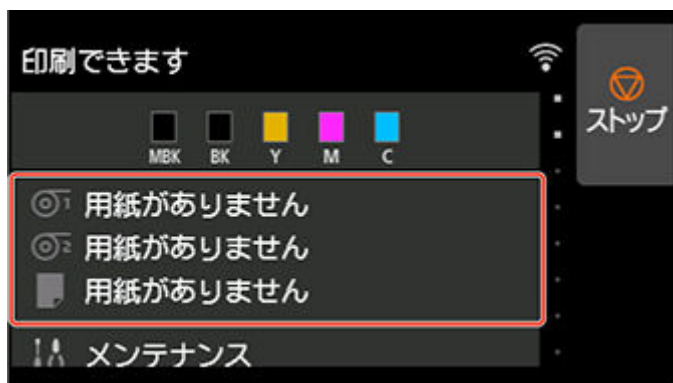 印刷できます
ストップ
MBK BK Y M C
1 用紙がありません
2 用紙がありません
用紙がありません
メンテナンス